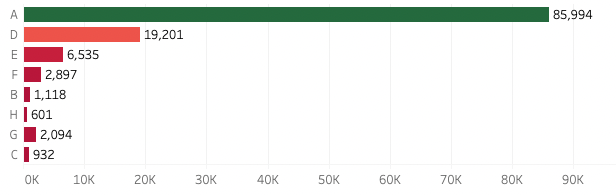 A 85,994
D 19,201
E 6,535
F 2,897
B 1,118
H 601
G 2,094
C 932
0K 10K 20K 30K 40K 50K 60K 70K 80K 90K